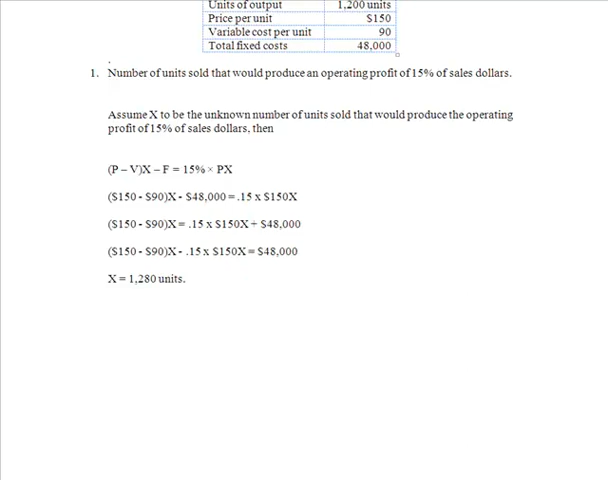 Units of output 1,200 units
Price per unit $150
Variable cost per unit 90
Total fixed costs 48,000
1. Number of units sold that would produce an operating profit of 15% of sales dollars.
Assume X to be the unknown number of units sold that would produce the operating
profit of 15% of sales dollars, then
(P – V)X – F = 15% × PX
($150 - $90)X - $48,000 = .15 x $150X
($150 - $90)X = .15 x $150X + $48,000
($150 - $90)X - .15 x $150X = $48,000
X = 1,280 units.